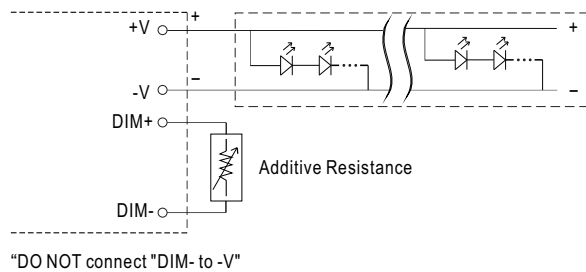 +V
+
+
-V
−
−
DIM+
Additive Resistance
DIM-
“DO NOT connect "DIM- to -V"